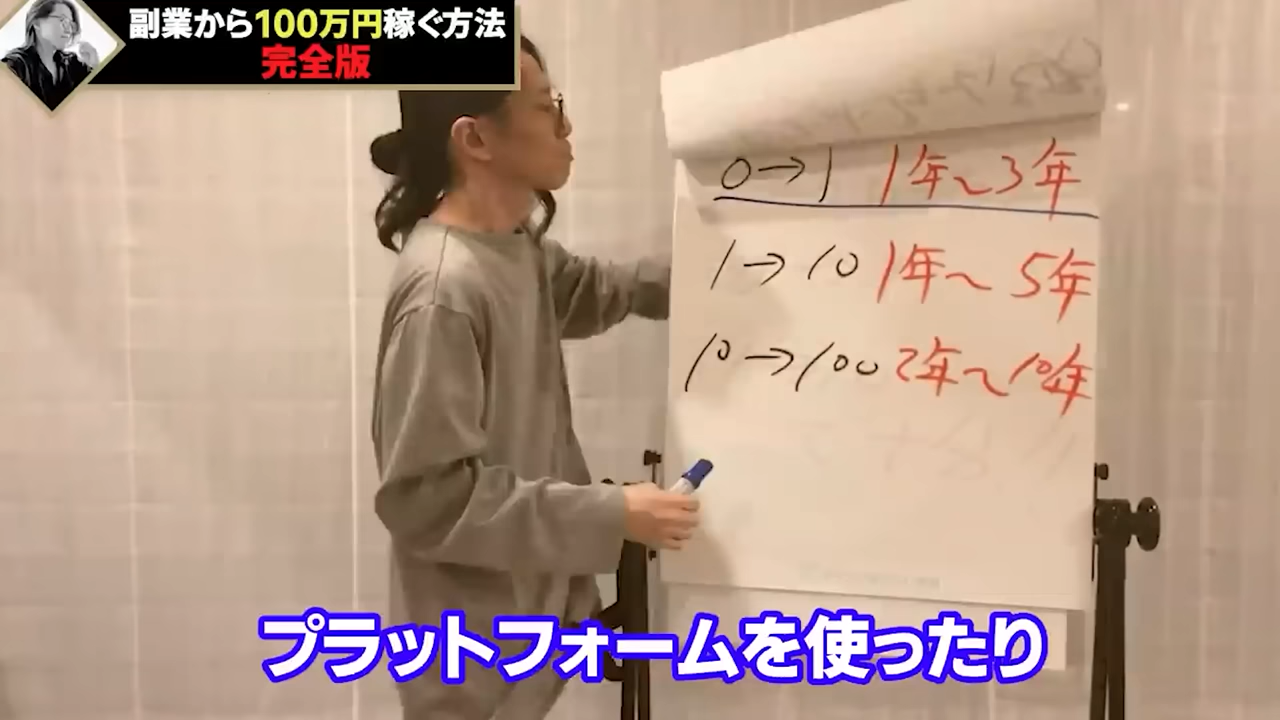 副業から100万円稼ぐ方法
完全版
0→1 1年~3年
1→10 1年~5年
10→100 2年~10年
プラットフォームを使ったり